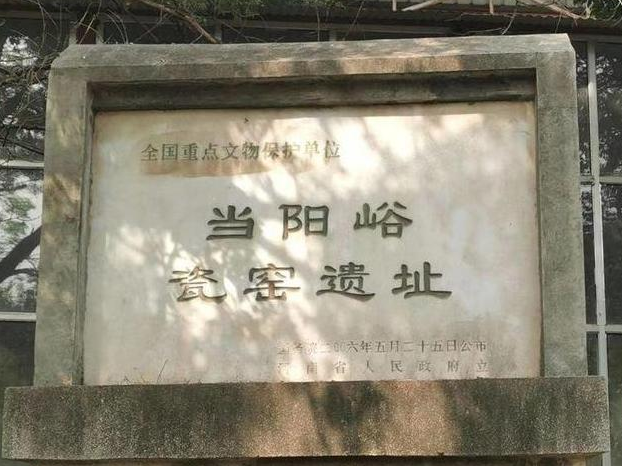 全国重点文物保护单位
当阳峪
瓷窑遗址
国务院二〇〇六年五月二十五日公布
河南省人民政府立